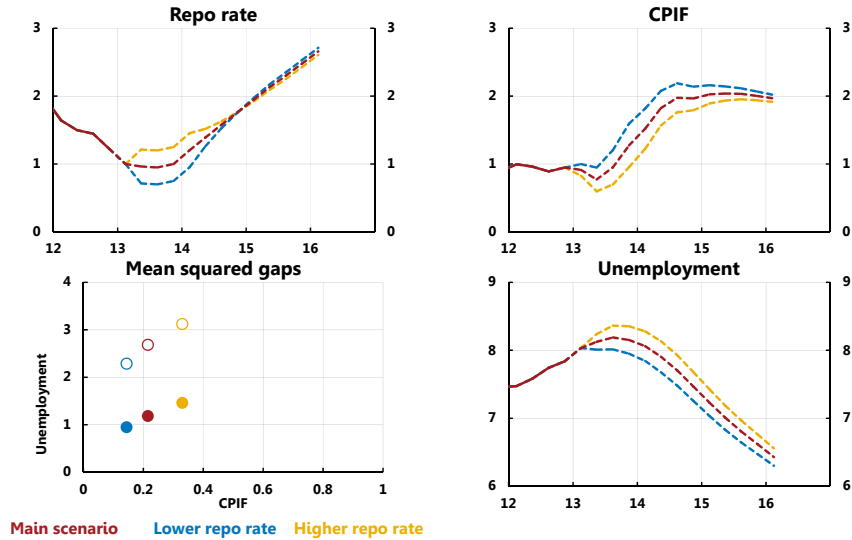 Repo rate
CPIF
3 3
2 2
1 1
0 0
12 13 14 15 16
3 3
2 2
1 1
0 0
12 13 14 15 16
Mean squared gaps
Unemployment
4
3
2
1
0
Unemployment
0 0.2 0.4 0.6 0.8 1
CPIF
9 9
8 8
7 7
6 6
12 13 14 15 16
Main scenario Lower repo rate Higher repo rate